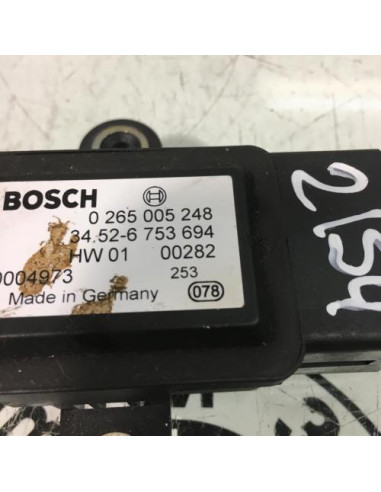 BOSCH
0 265 005 248
34.52-6 753 694
HW 01 00282
0004973 253
Made in Germany 078
2154